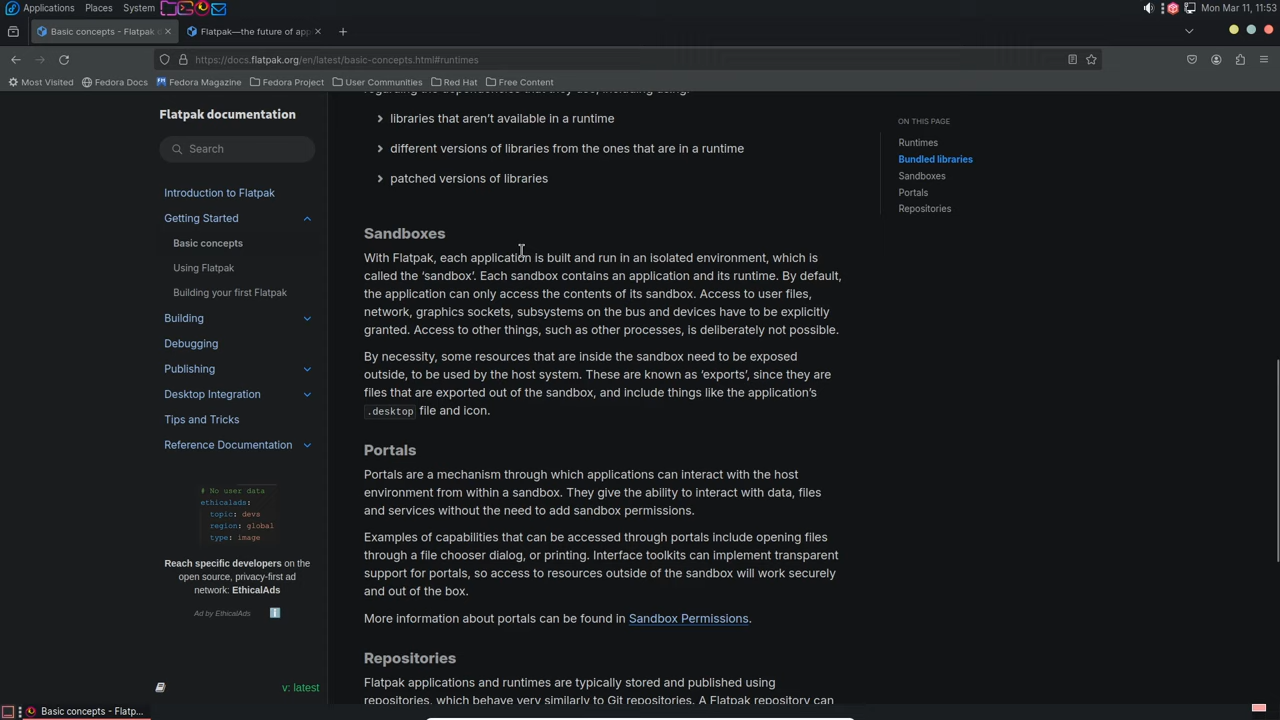 Applications Places System Mon Mar 11, 11:53
Basic concepts - Flatpak d Flatpak—the future of app
https://docs.flatpak.org/en/latest/basic-concepts.html#runtimes
Most Visited Fedora Docs Fedora Magazine Fedora Project User Communities Red Hat Free Content
Flatpak documentation
Search
Introduction to Flatpak
Getting Started
Basic concepts
Using Flatpak
Building your first Flatpak
Building
Debugging
Publishing
Desktop Integration
Tips and Tricks
Reference Documentation
# No user data
ethicalads:
topic: devs
region: global
type: image
Reach specific developers on the
open source, privacy-first ad
network: EthicalAds
Ad by EthicalAds
v: latest
regarding the dependencies that they use, including using:
libraries that aren’t available in a runtime
different versions of libraries from the ones that are in a runtime
patched versions of libraries
Sandboxes
With Flatpak, each application is built and run in an isolated environment, which is
called the ‘sandbox’. Each sandbox contains an application and its runtime. By default,
the application can only access the contents of its sandbox. Access to user files,
network, graphics sockets, subsystems on the bus and devices have to be explicitly
granted. Access to other things, such as other processes, is deliberately not possible.
By necessity, some resources that are inside the sandbox need to be exposed
outside, to be used by the host system. These are known as ‘exports’, since they are
files that are exported out of the sandbox, and include things like the application’s
.desktop file and icon.
Portals
Portals are a mechanism through which applications can interact with the host
environment from within a sandbox. They give the ability to interact with data, files
and services without the need to add sandbox permissions.
Examples of capabilities that can be accessed through portals include opening files
through a file chooser dialog, or printing. Interface toolkits can implement transparent
support for portals, so access to resources outside of the sandbox will work securely
and out of the box.
More information about portals can be found in Sandbox Permissions.
Repositories
Flatpak applications and runtimes are typically stored and published using
repositories, which behave very similarly to Git repositories. A Flatpak repository can
ON THIS PAGE
Runtimes
Bundled libraries
Sandboxes
Portals
Repositories
Basic concepts - Flatp...